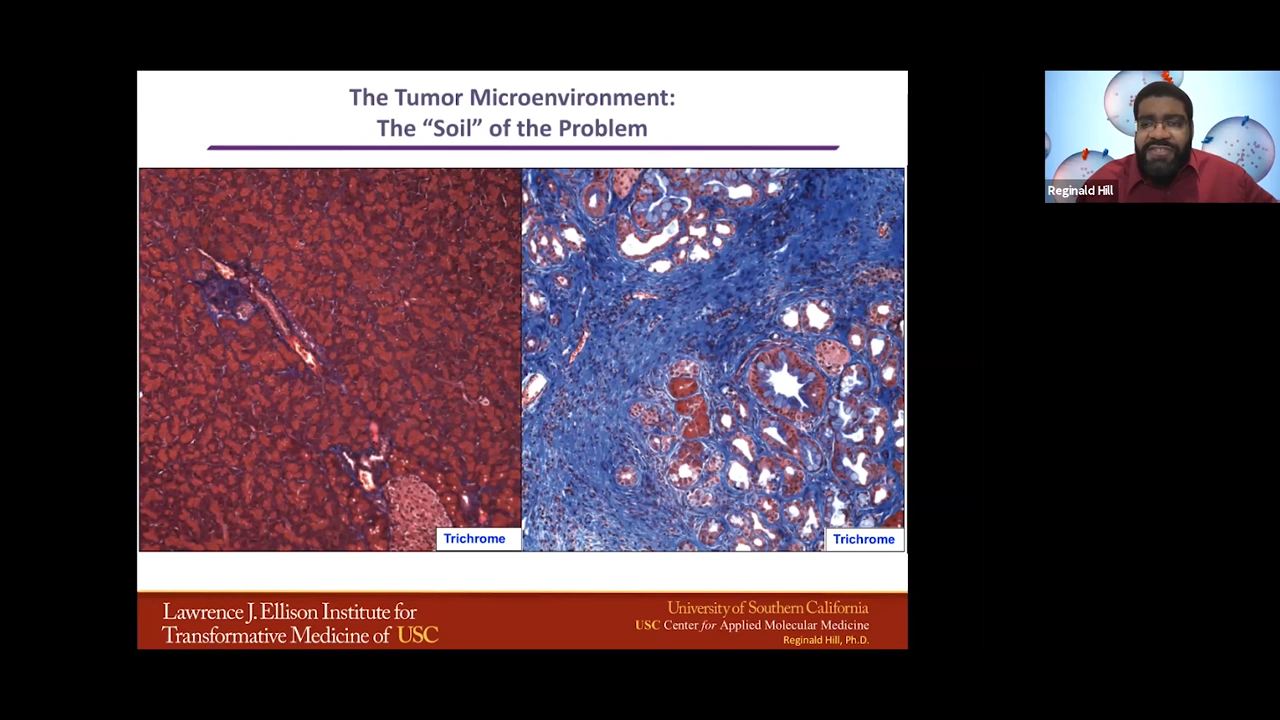 The Tumor Microenvironment:
The “Soil” of the Problem
Reginald Hill
Trichrome
Trichrome
Lawrence J. Ellison Institute for
Transformative Medicine of USC
University of Southern California
USC Center for Applied Molecular Medicine
Reginald Hill, Ph.D.